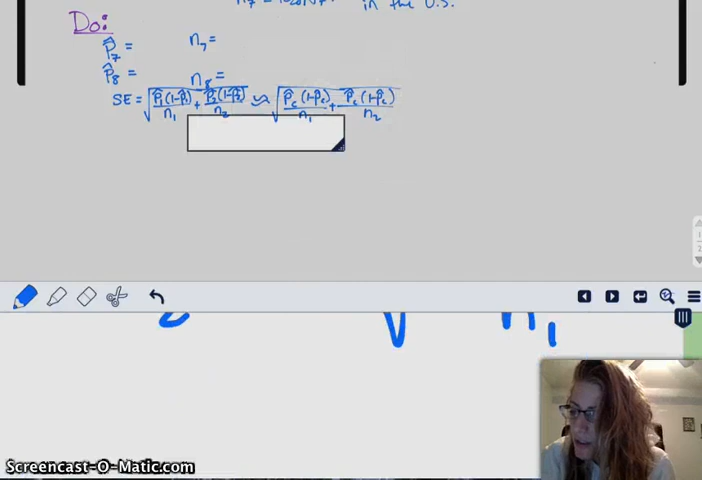 in the U.S.
Do:
p̂₇ = n₇ =
p̂₈ = n₈ =
SE = √(p̂₁(1-p̂₁)/n₁ + p̂₂(1-p̂₂)/n₂) ≈ √(p̂c(1-p̂c)/n₁ + p̂c(1-p̂c)/n₂)
n₁
Screencast-O-Matic.com